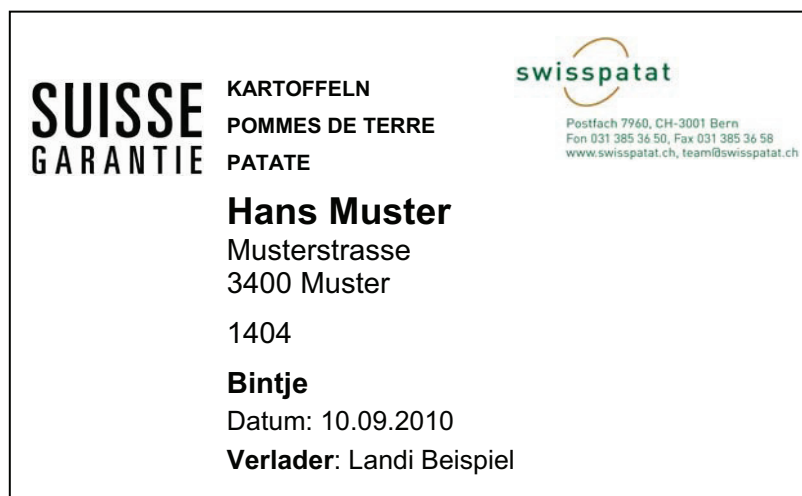 SUISSE
GARANTIE
KARTOFFELN
POMMES DE TERRE
PATATE
swisspatat
Postfach 7960, CH-3001 Bern
Fon 031 385 36 50, Fax 031 385 36 58
www.swisspatat.ch, team@swisspatat.ch
Hans Muster
Musterstrasse
3400 Muster
1404
Bintje
Datum: 10.09.2010
Verlader: Landi Beispiel